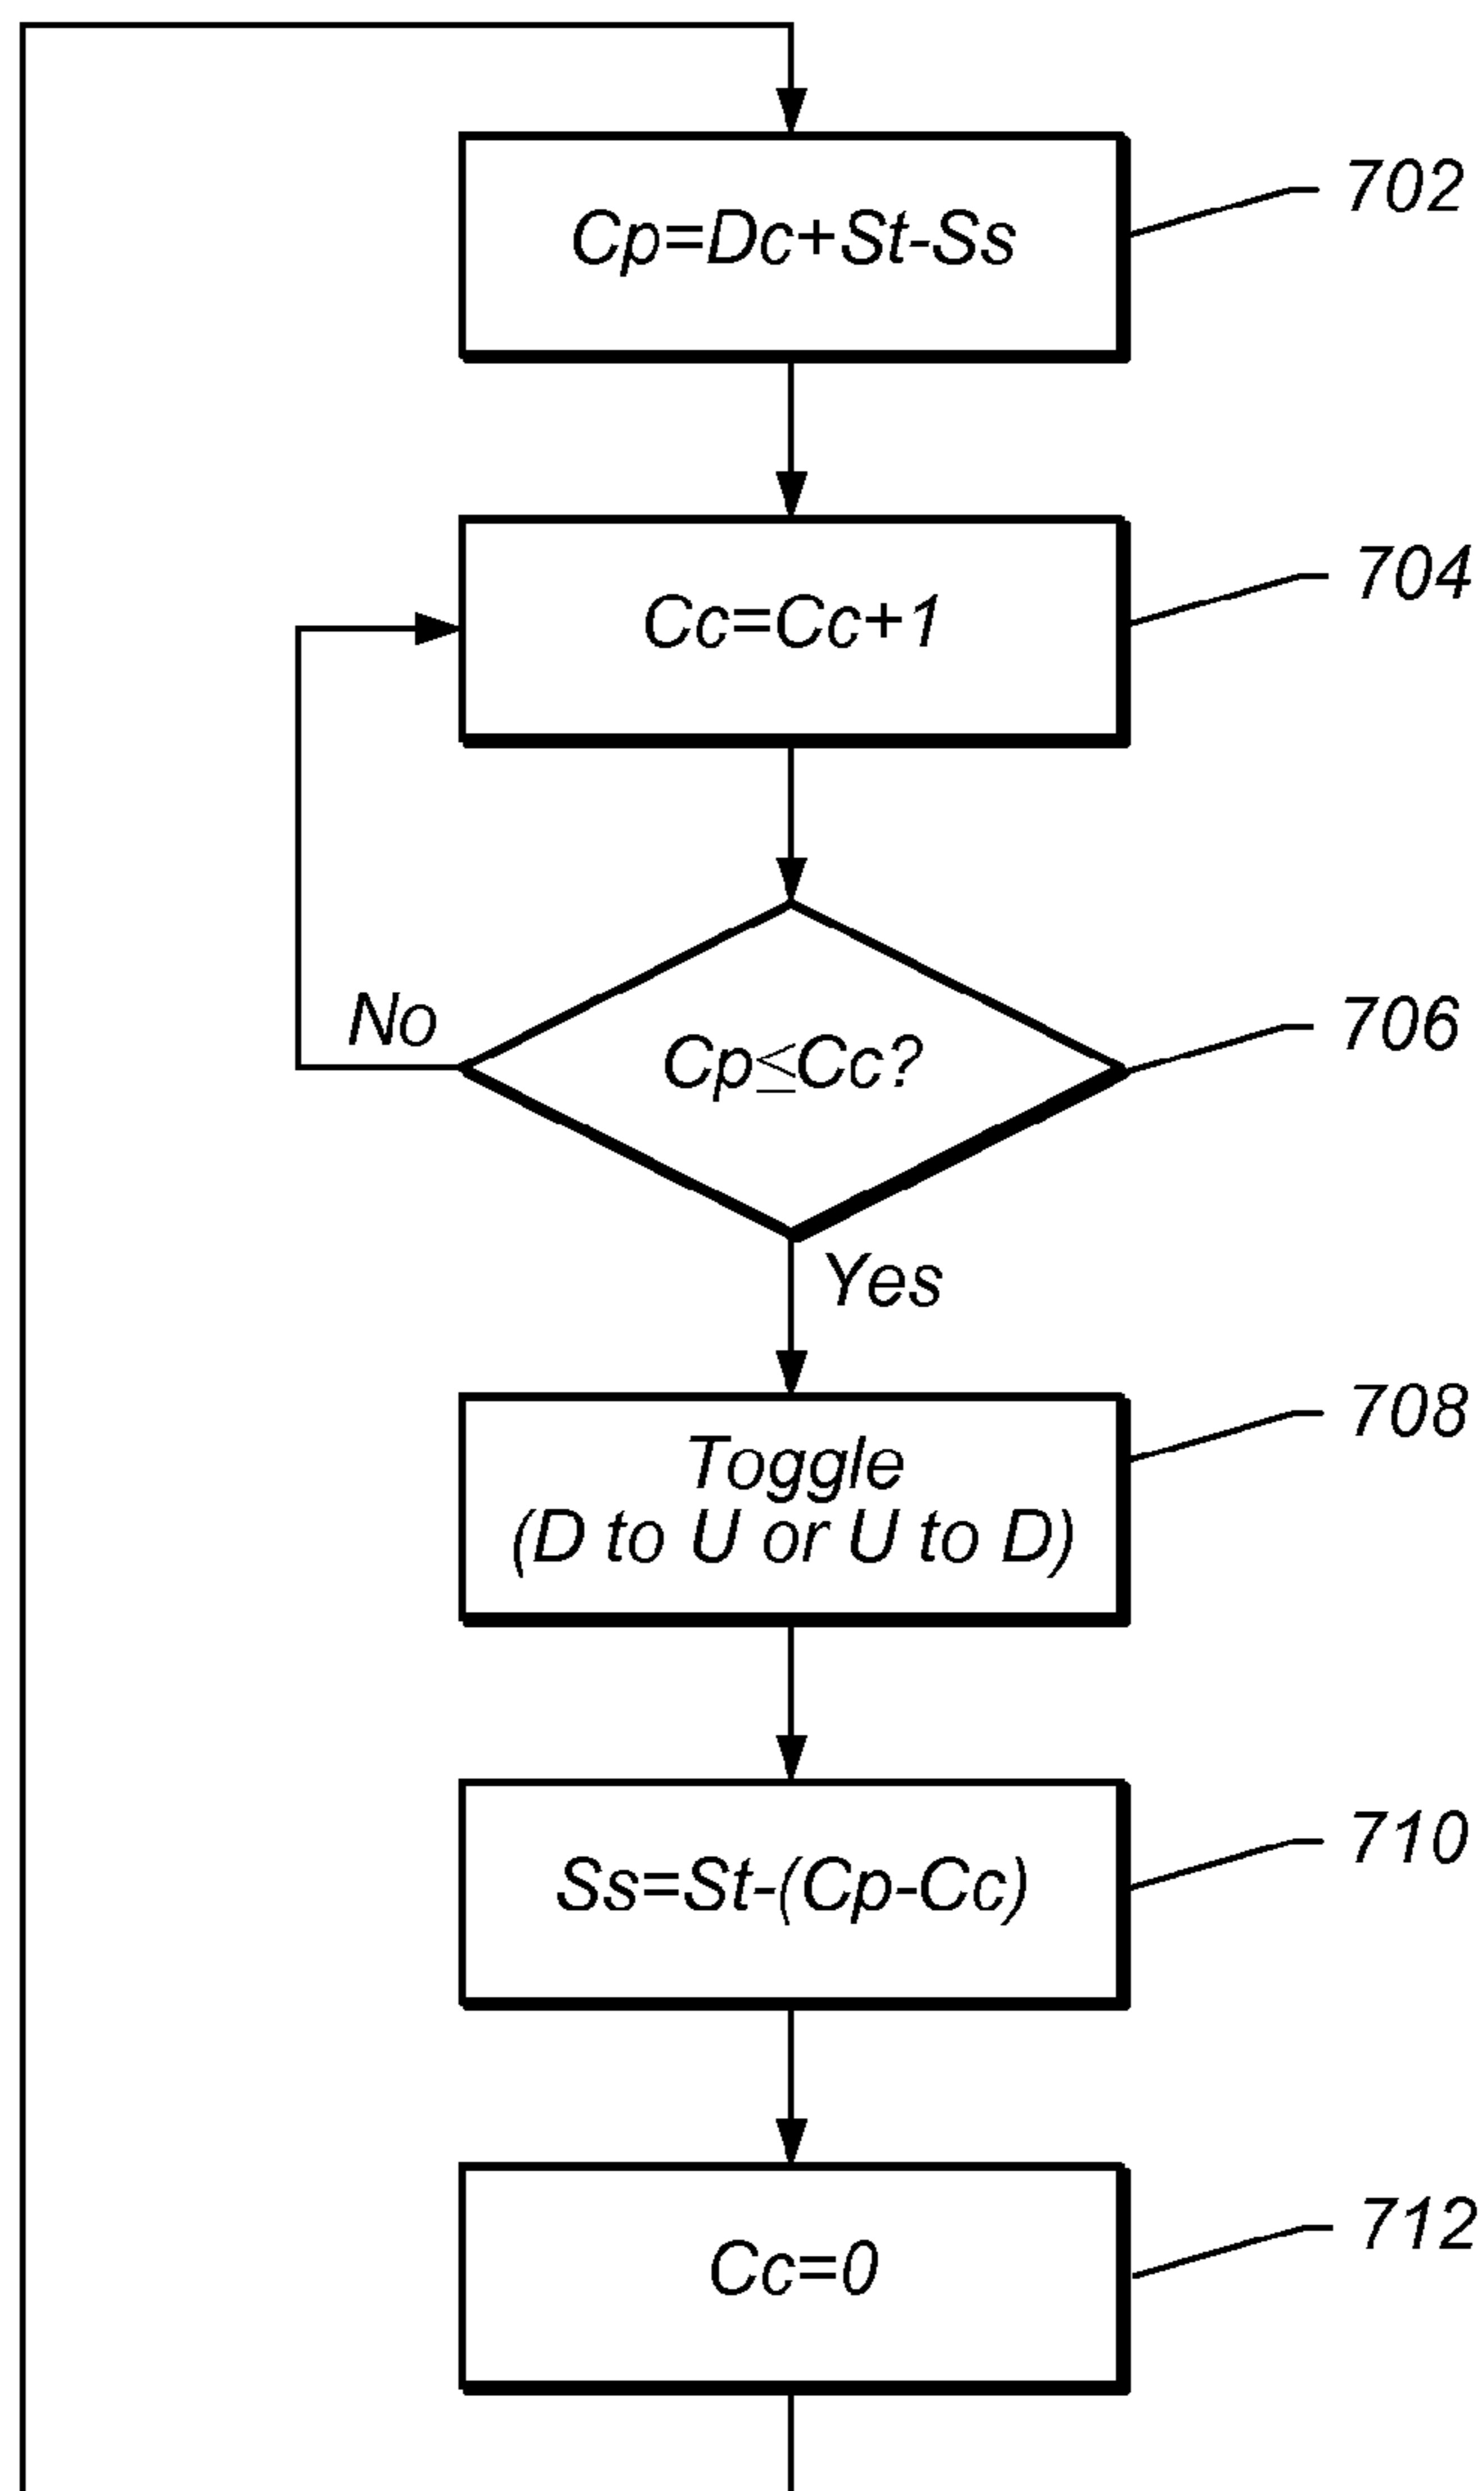 702
Cp=Dc+St-Ss
704
Cc=Cc+1
No
706
Cp≤Cc?
Yes
708
Toggle
(D to U or U to D)
710
Ss=St-(Cp-Cc)
712
Cc=0